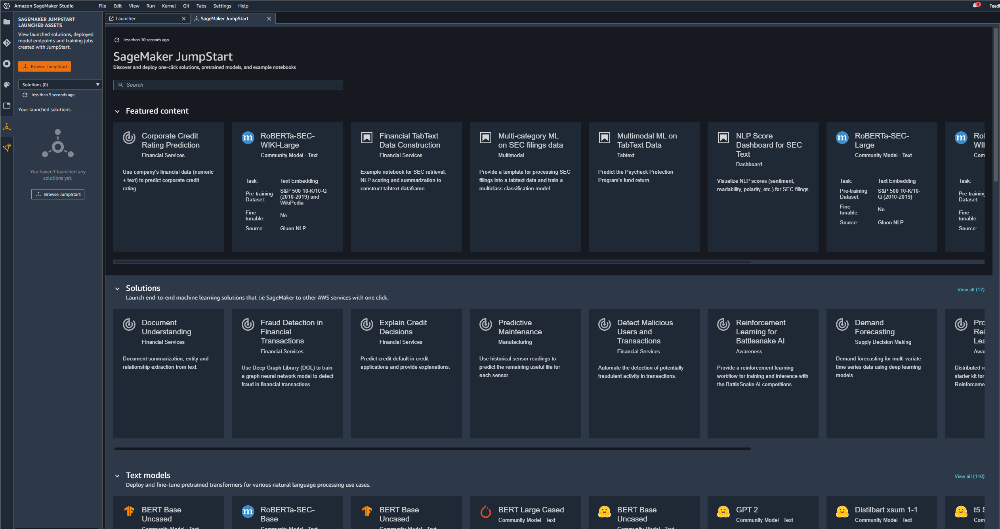 Amazon SageMaker Studio
File Edit View Run Kernel Git Tabs Settings Help
3
SAGEMAKER JUMPSTART
LAUNCHED ASSETS
View launched solutions, deployed
model endpoints and training jobs
created with JumpStart.
Browse JumpStart
Solutions (0)
less than 5 seconds ago
Your launched solutions.
You haven't launched any
solutions yet.
Browse JumpStart
Launcher
SageMaker JumpStart
less than 10 seconds ago
SageMaker JumpStart
Discover and deploy one-click solutions, pretrained models, and example notebooks
Search
Featured content
Corporate Credit
Rating Prediction
Financial Services
Use company's financial data (numeric
+ text) to predict corporate credit
rating.
m
RoBERTa-SEC-
WIKI-Large
Community Model · Text
Task: Text Embedding
Pre-training
Dataset:
S&P 500 10-K/10-Q
(2010-2019) and
WikiPedia
Fine-
tunable:
No
Source: Gluon NLP
Financial TabText
Data Construction
Financial Services
Example notebook for SEC retrieval,
NLP scoring and summarization to
construct tabtext dataframe.
Multi-category ML
on SEC filings data
Multimodal
Provide a template for processing SEC
filings into a tabtext data and train a
multiclass classification model.
Multimodal ML on
TabText Data
Tabtext
Predict the Paycheck Protection
Program's fund return.
NLP Score
Dashboard for SEC
Text
Dashboard
Visualize NLP scores (sentiment,
readability, polarity, etc.) for SEC filings
m
RoBERTa-SEC-
Large
Community Model · Text
Task: Text Embedding
Pre-training
Dataset:
S&P 500 10-K/10-
Q (2010-2019)
Fine-
tunable:
No
Source: Gluon NLP
m
Task:
Pre-training
Dataset:
Fine-
tunable:
Source:
Solutions
View all (17)
Launch end-to-end machine learning solutions that tie SageMaker to other AWS services with one click.
Document
Understanding
Financial Services
Document summarization, entity and
relationship extraction from text.
Fraud Detection in
Financial
Transactions
Financial Services
Use Deep Graph Library (DGL) to train
a graph neural network model to detect
fraud in financial transactions.
Explain Credit
Decisions
Financial Services
Predict credit default in credit
applications and provide explanations.
Predictive
Maintenance
Manufacturing
Use historical sensor readings to
predict the remaining useful life for
each sensor.
Detect Malicious
Users and
Transactions
Financial Services
Automate the detection of potentially
fraudulent activity in transactions.
Reinforcement
Learning for
Battlesnake AI
Awareness
Provide a reinforcement learning
workflow for training and inference with
the BattleSnake AI competitions.
Demand
Forecasting
Supply Decision Making
Demand forecasting for multi-variate
time series data using deep learning
models.
Distributed
starter kit for
Text models
View all (110)
Deploy and fine-tune pretrained transformers for various natural language processing use cases.
BERT Base
Uncased
Community Model · Text
m
RoBERTa-SEC-
Base
Community Model · Text
BERT Base
Uncased
Community Model · Text
BERT Large Cased
Community Model · Text
BERT Base
Uncased
Community Model · Text
GPT 2
Community Model · Text
Distilbart xsum 1-1
Community Model · Text
t5